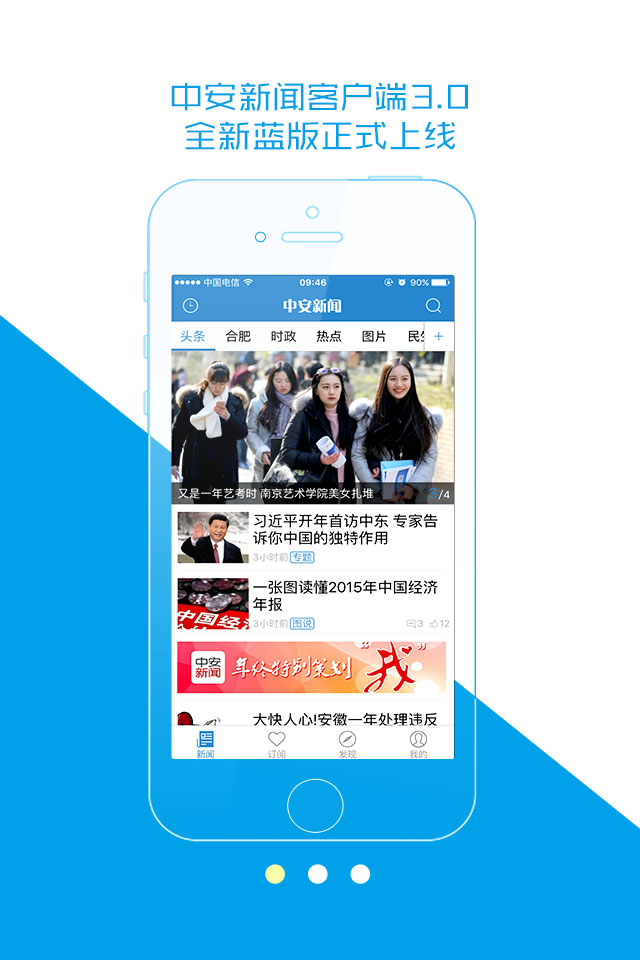 中安新闻客户端3.0
全新蓝版正式上线
中国电信 09:46 90%
中安新闻
头条 合肥 时政 热点 图片 +
又是一年艺考时 南京艺术学院美女扎堆 3/4
习近平开年首访中东 专家告
诉你中国的独特作用
3小时前 专题
一张图读懂2015年中国经济
年报
3小时前 图说 3 12
中国经济
中安
新闻
年终特别策划
"我"
大快人心!安徽一年处理违反
新闻 订阅 发现 我的